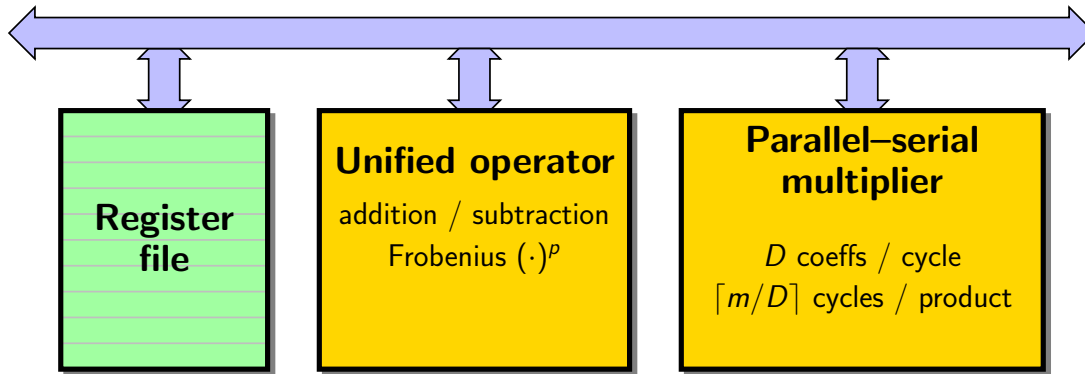 Register
file
Unified operator
addition / subtraction
Frobenius (·)^p
Parallel–serial
multiplier
D coeffs / cycle
⌈m/D⌉ cycles / product